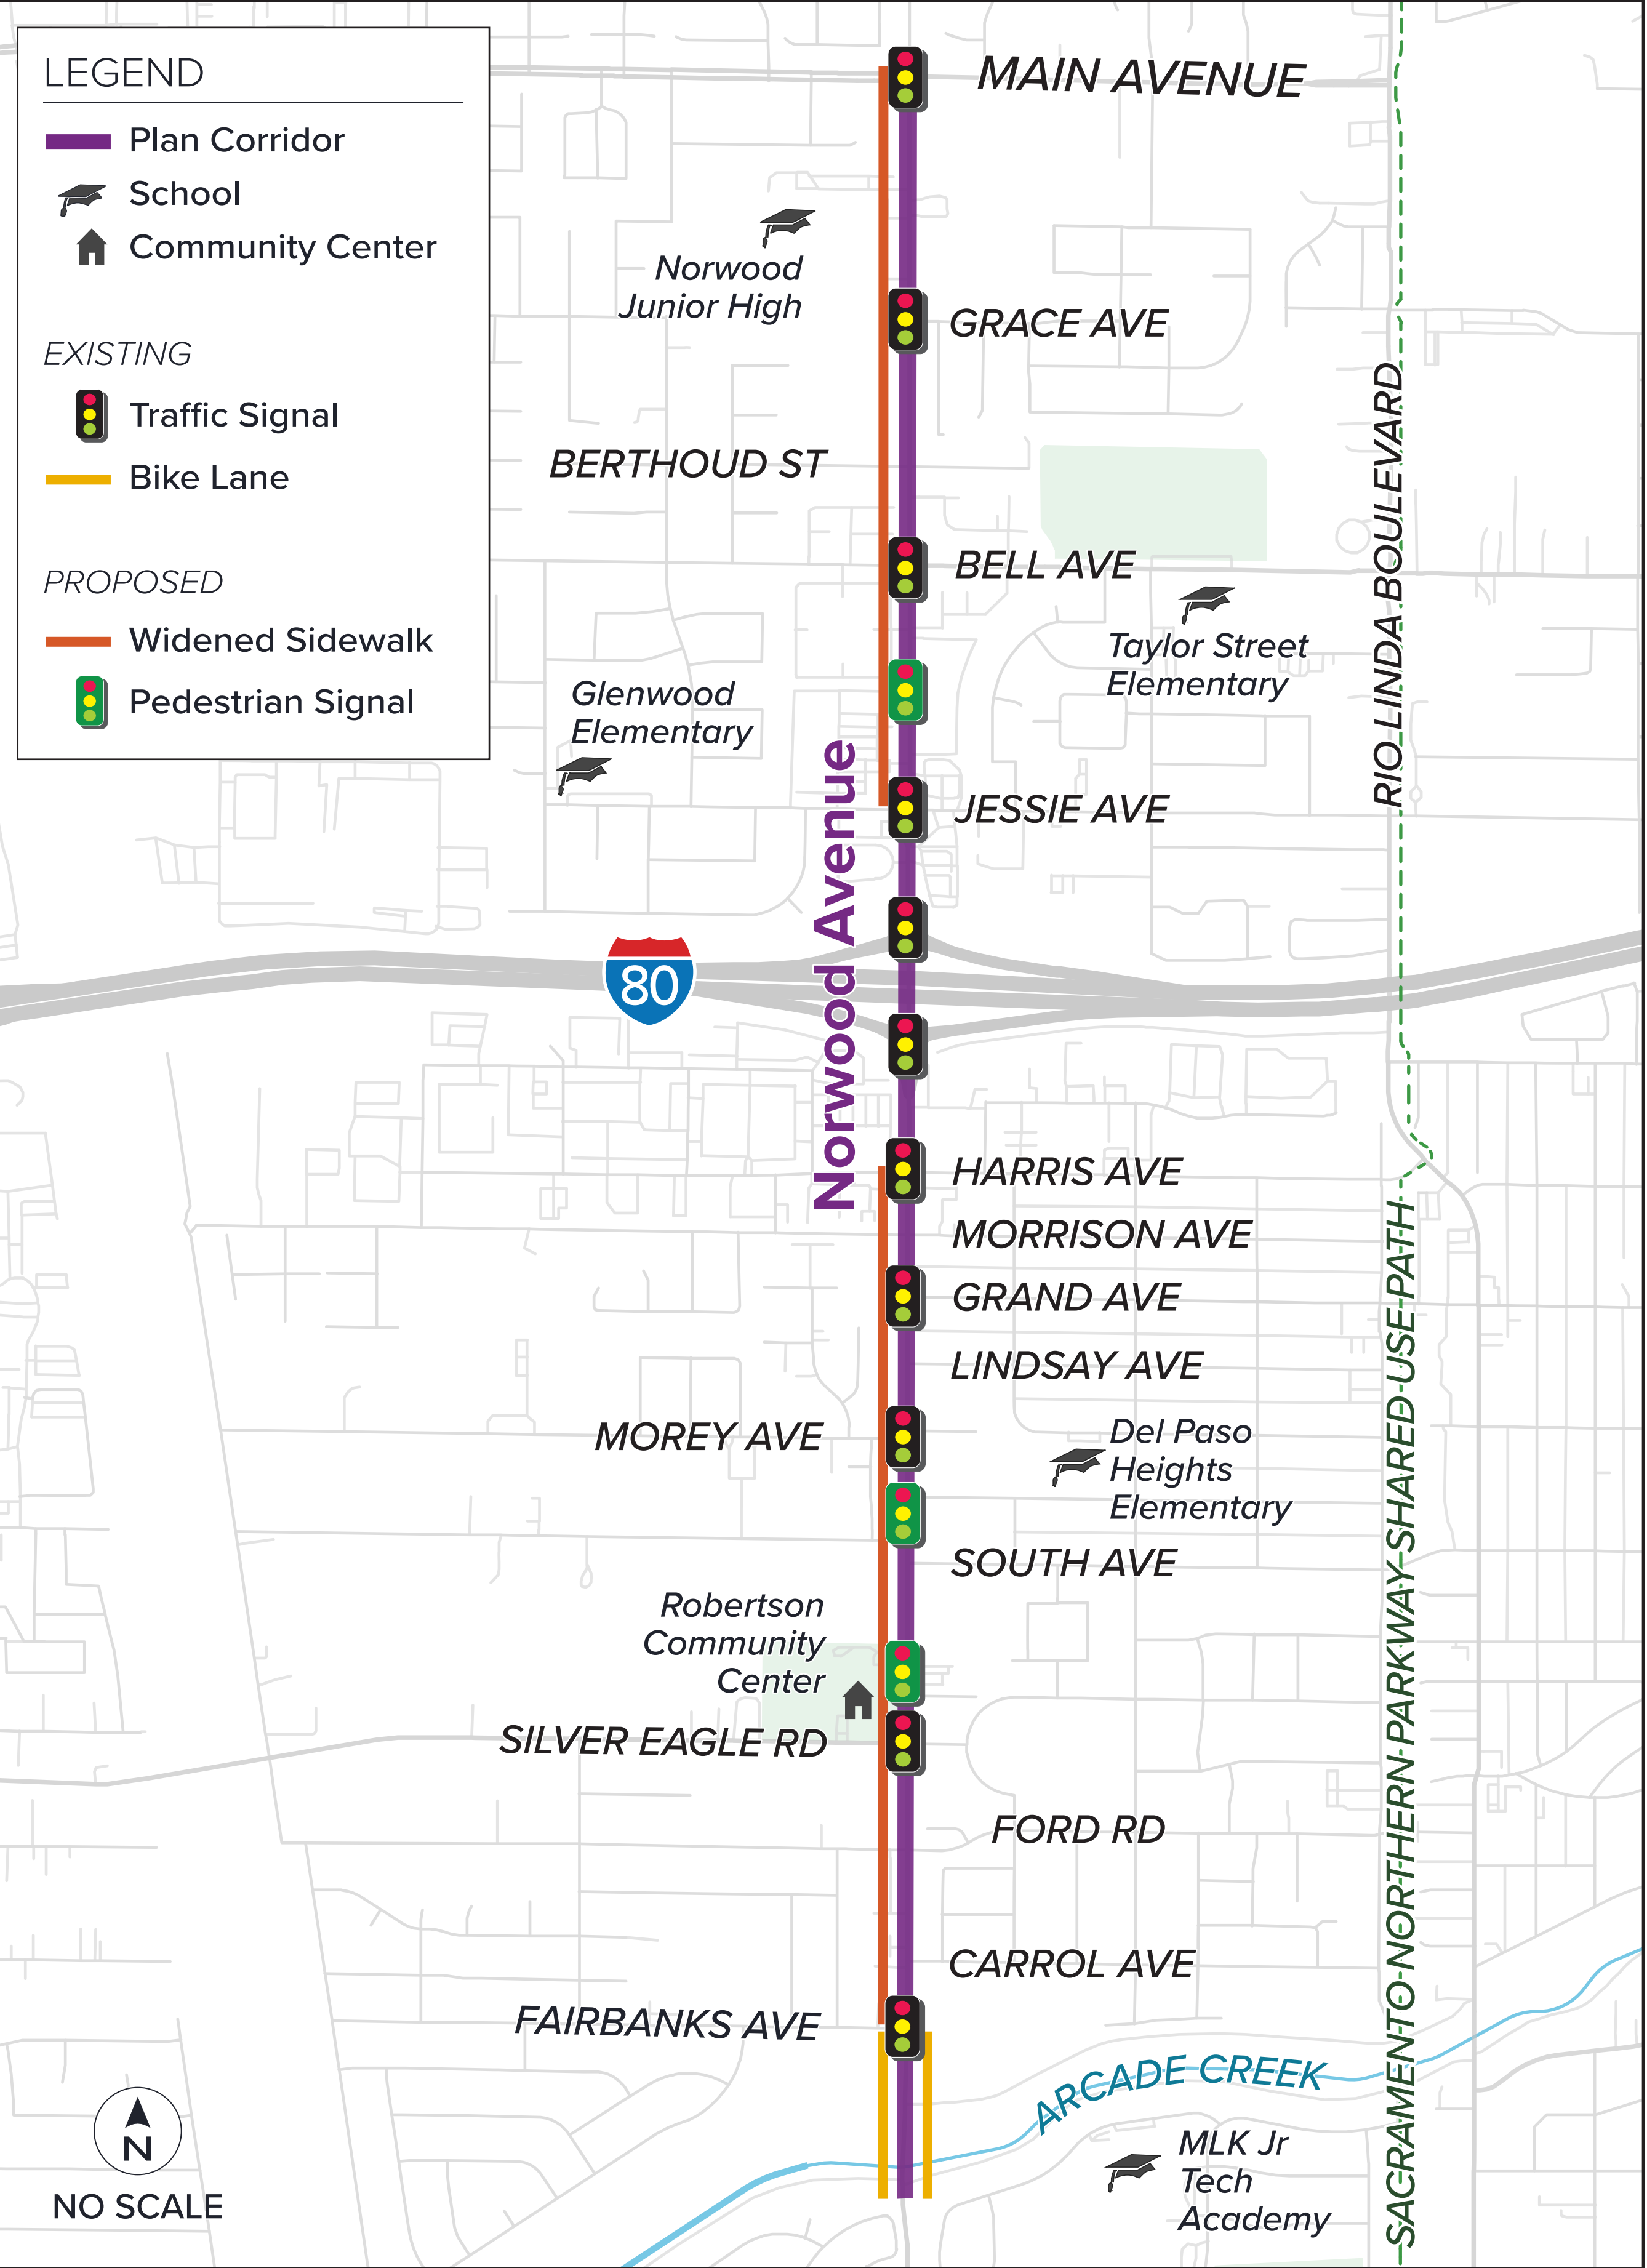 LEGEND
Plan Corridor
School
Community Center
EXISTING
Traffic Signal
Bike Lane
PROPOSED
Widened Sidewalk
Pedestrian Signal
MAIN AVENUE
Norwood
Junior High
GRACE AVE
BERTHOUD ST
BELL AVE
RIO LINDA BOULEVARD
Taylor Street
Elementary
Glenwood
Elementary
JESSIE AVE
Norwood Avenue
80
HARRIS AVE
MORRISON AVE
GRAND AVE
LINDSAY AVE
MOREY AVE
Del Paso
Heights
Elementary
SOUTH AVE
Robertson
Community
Center
SILVER EAGLE RD
FORD RD
CARROL AVE
FAIRBANKS AVE
SACRAMENTO NORTHERN PARKWAY SHARED USE PATH
ARCADE CREEK
MLK Jr
Tech
Academy
N
NO SCALE